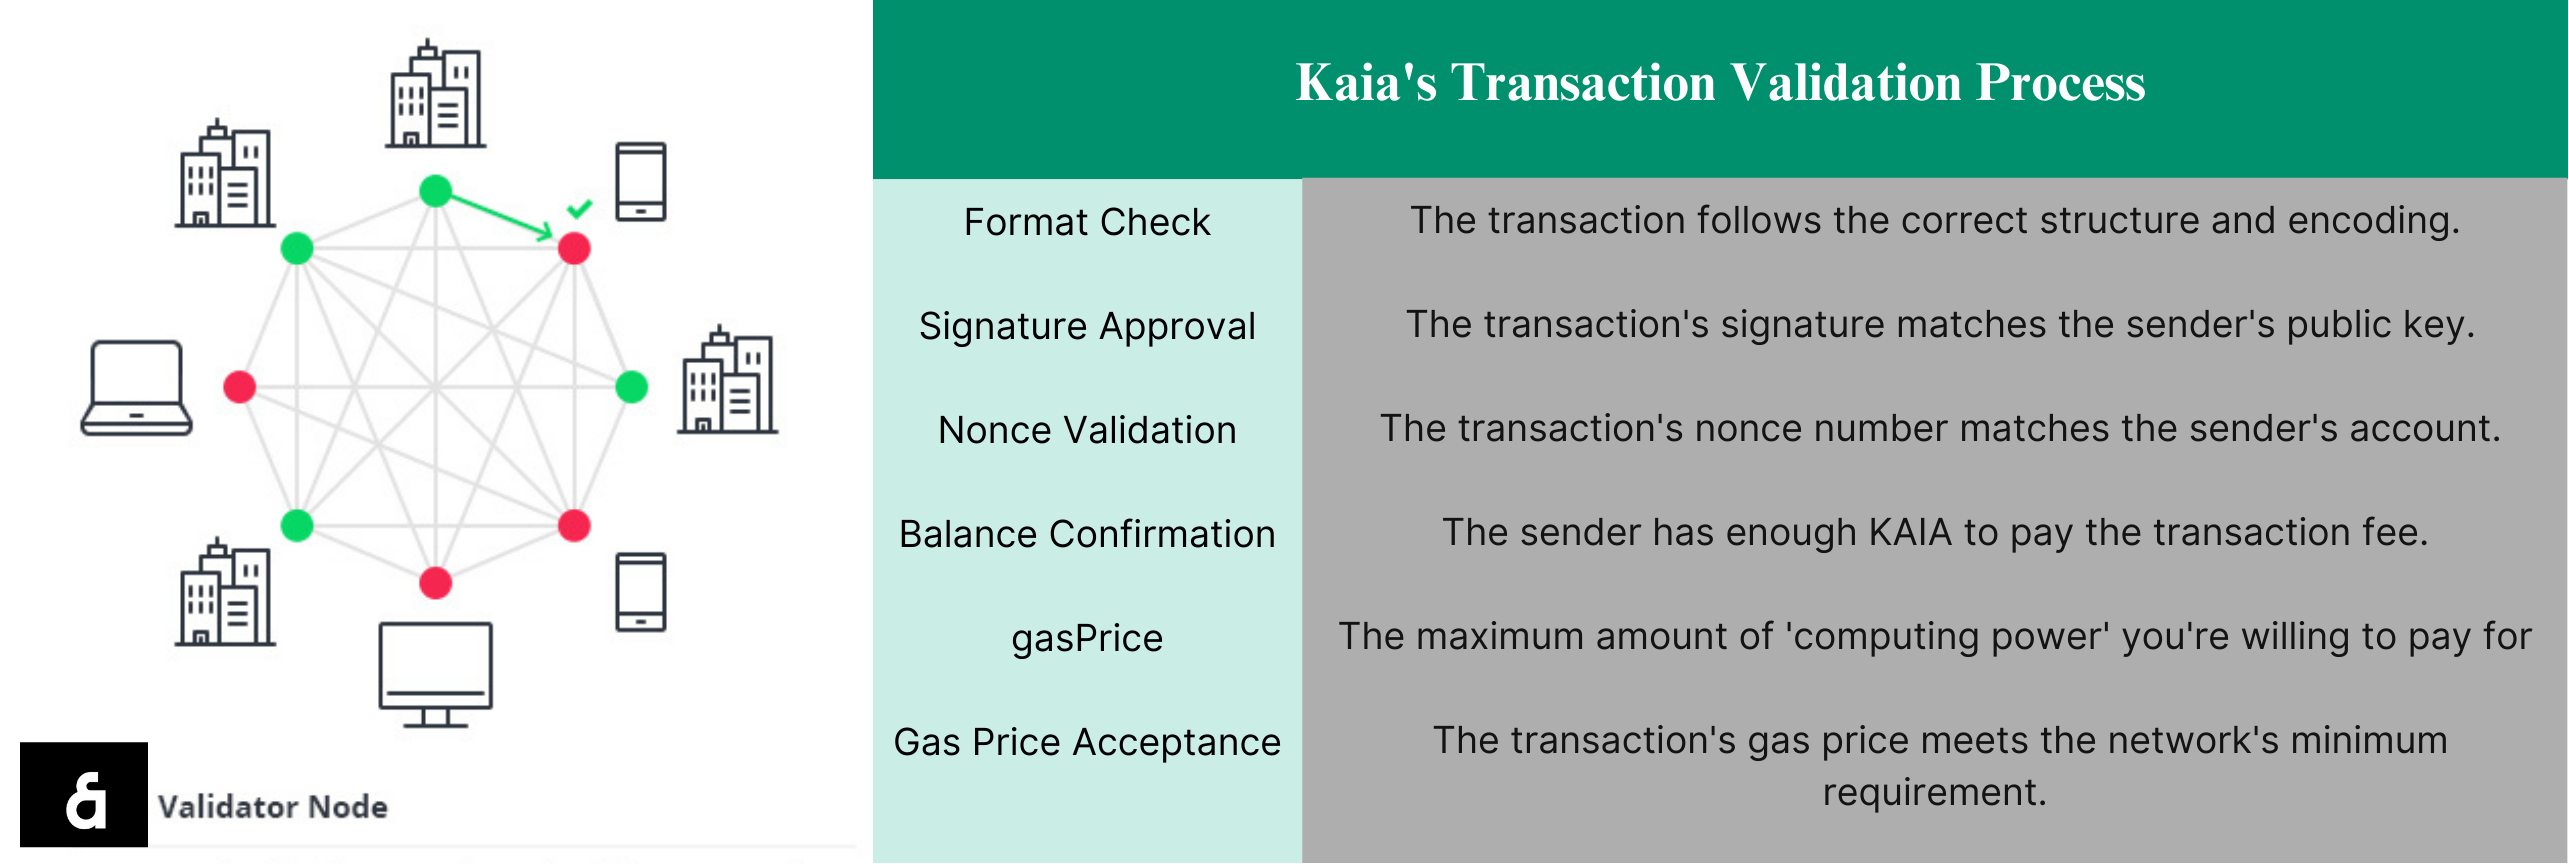 Kaia's Transaction Validation Process
Format Check
The transaction follows the correct structure and encoding.
Signature Approval
The transaction's signature matches the sender's public key.
Nonce Validation
The transaction's nonce number matches the sender's account.
Balance Confirmation
The sender has enough KAIA to pay the transaction fee.
gasPrice
The maximum amount of 'computing power' you're willing to pay for
Gas Price Acceptance
The transaction's gas price meets the network's minimum
requirement.
Validator Node